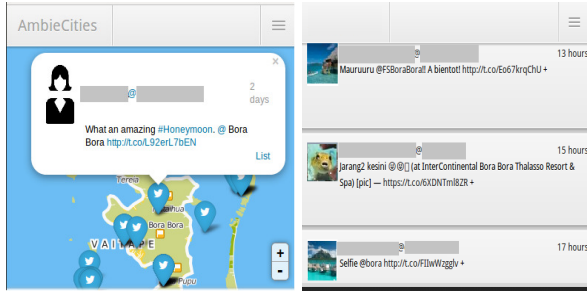 AmbieCities
x
@
2
days
What an amazing #Honeymoon. @ Bora
Bora http://t.co/L92erL7bEN
List
Tereia
Faihua
Bora Bora
VAITAPE
Pupu
+
-
@
13 hours
Mauruuru @FSBoraBora!! A bientot! http://t.co/Eo67krqChU +
@
15 hours
Jarang2 kesini (at InterContinental Bora Bora Thalasso Resort &
Spa) [pic] — https://t.co/6XDNTml8ZR +
@
17 hours
Selfie @bora http://t.co/FIIwWzgglv +